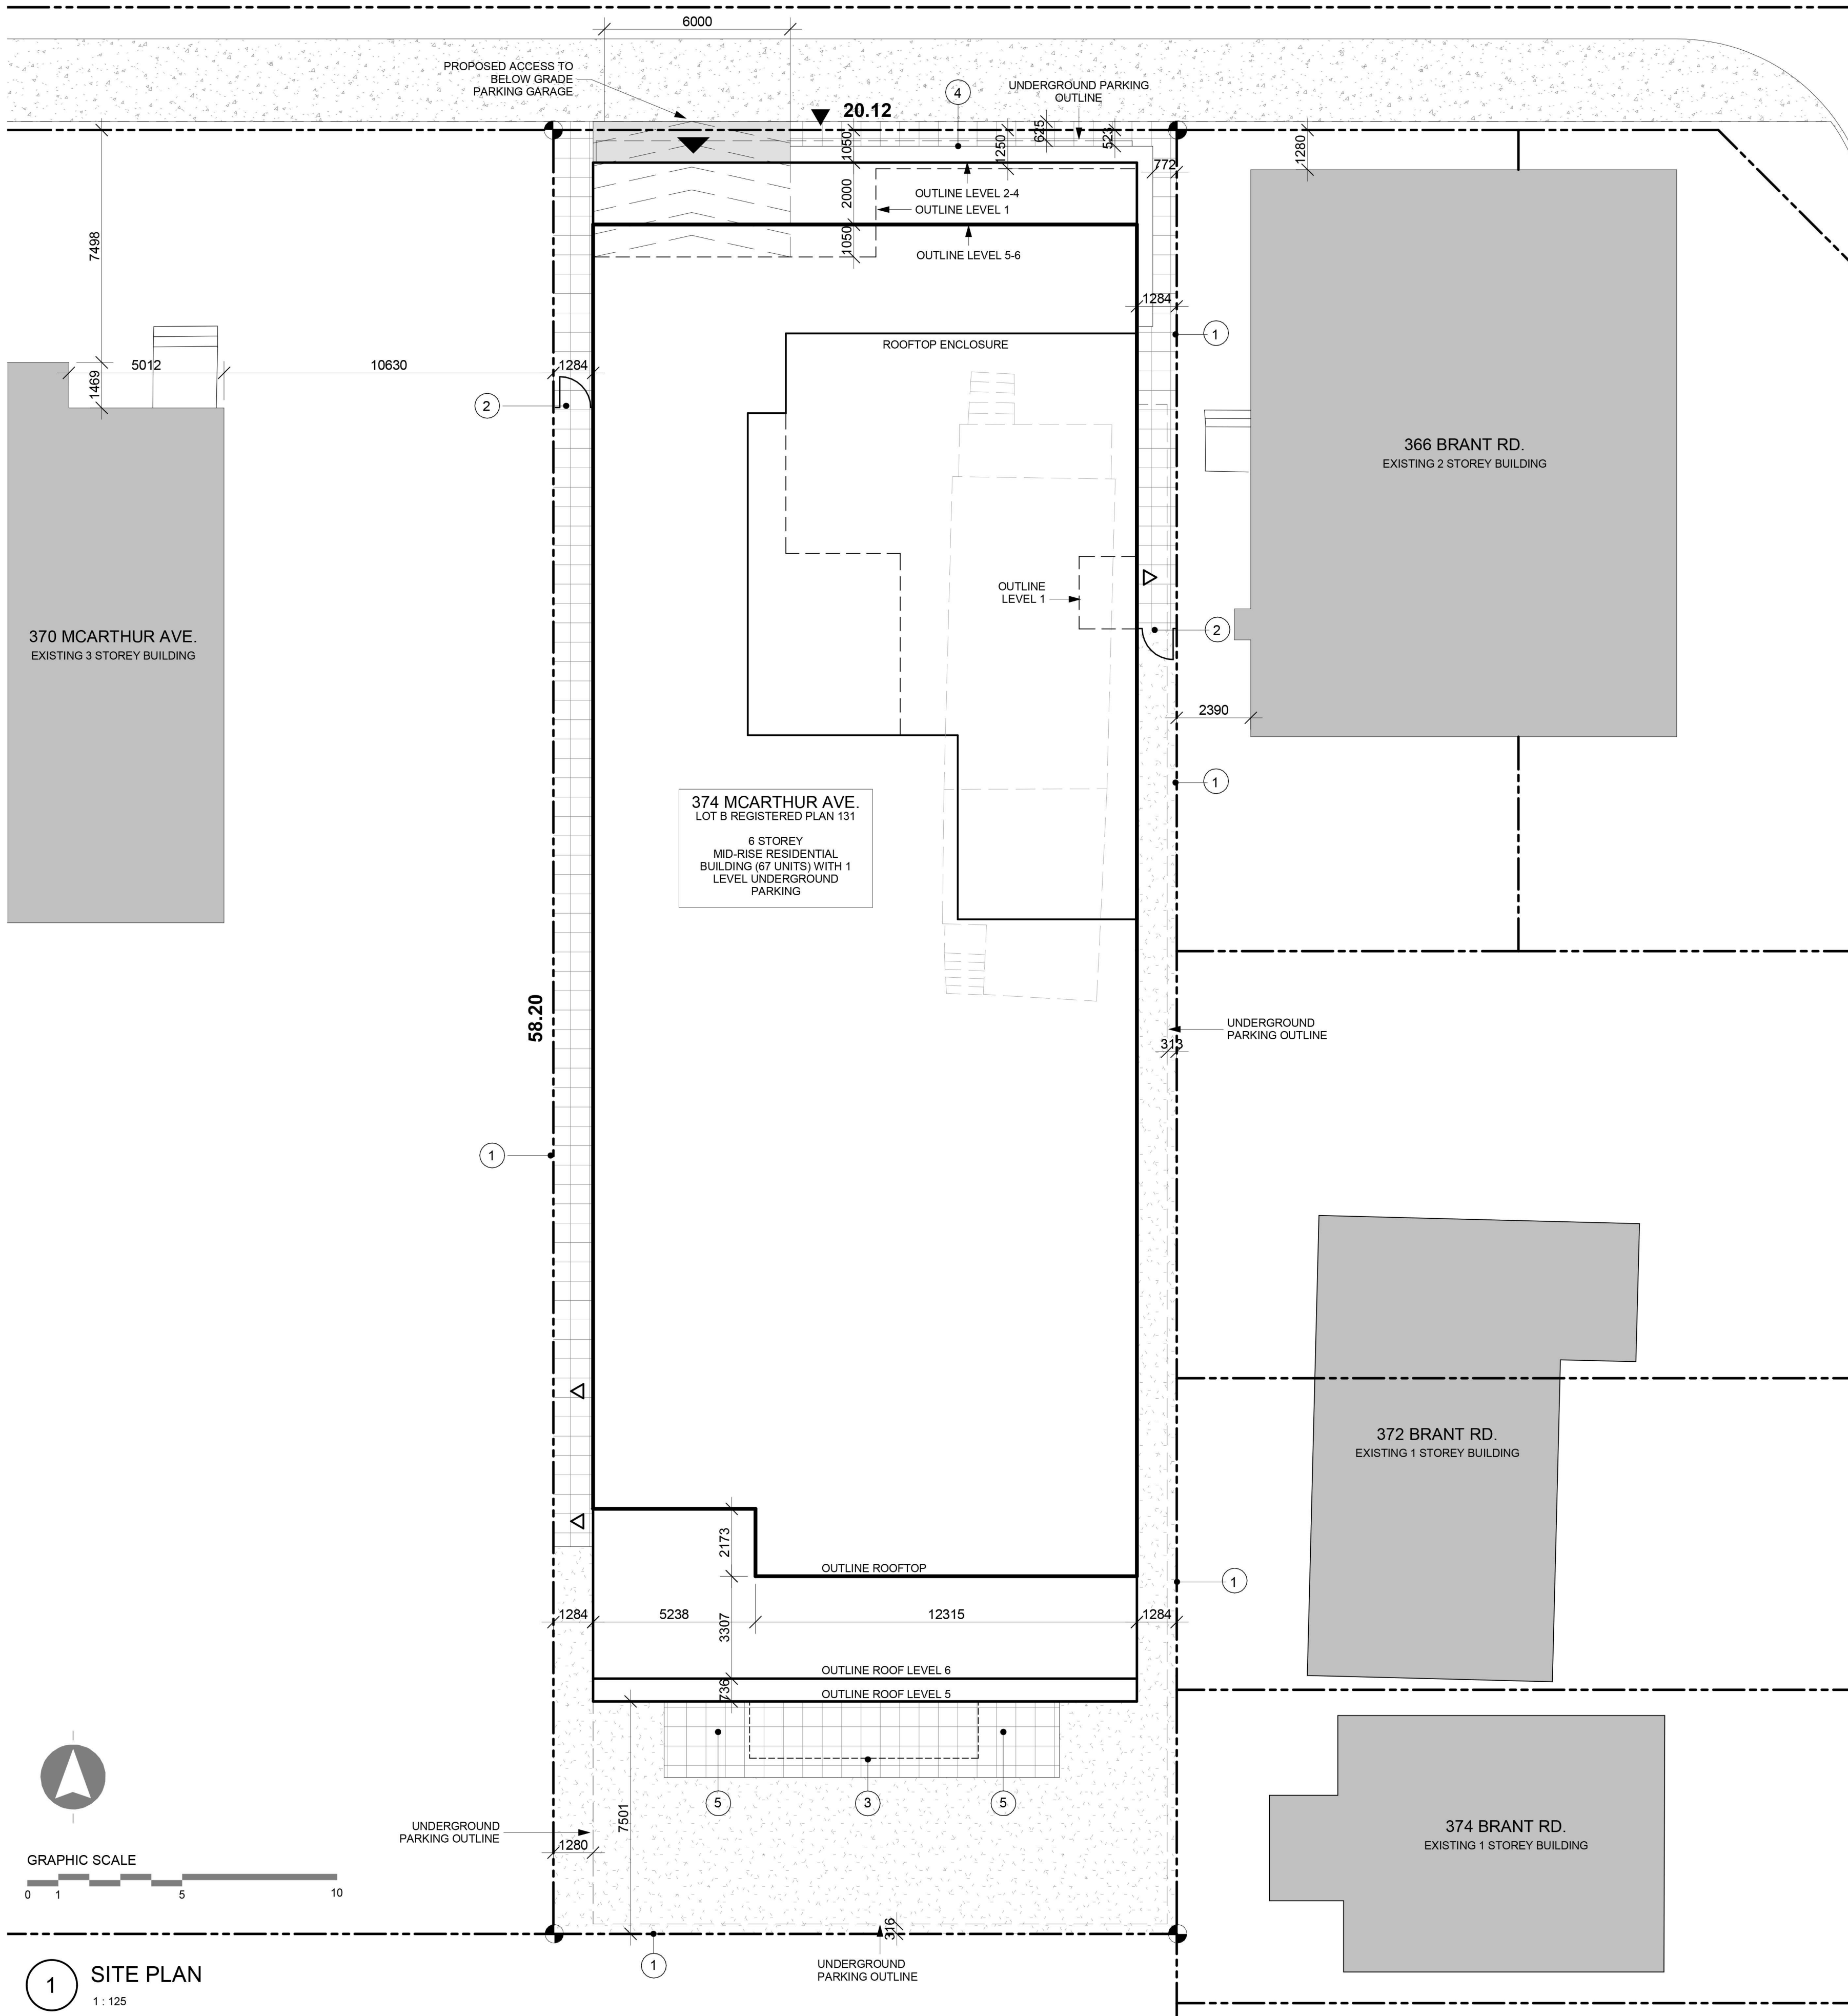 6000
PROPOSED ACCESS TO
BELOW GRADE
PARKING GARAGE
20.12
4
UNDERGROUND PARKING
OUTLINE
1050
1250
625
523
772
1280
2000
OUTLINE LEVEL 2-4
OUTLINE LEVEL 1
1050
OUTLINE LEVEL 5-6
7498
1284
1
ROOFTOP ENCLOSURE
5012
10630
1284
1469
2
366 BRANT RD.
EXISTING 2 STOREY BUILDING
OUTLINE
LEVEL 1
2
370 MCARTHUR AVE.
EXISTING 3 STOREY BUILDING
2390
1
374 MCARTHUR AVE.
LOT B REGISTERED PLAN 131
6 STOREY
MID-RISE RESIDENTIAL
BUILDING (67 UNITS) WITH 1
LEVEL UNDERGROUND
PARKING
58.20
UNDERGROUND
PARKING OUTLINE
313
1
372 BRANT RD.
EXISTING 1 STOREY BUILDING
2173
OUTLINE ROOFTOP
1
1284
5238
12315
1284
3307
OUTLINE ROOF LEVEL 6
736
OUTLINE ROOF LEVEL 5
5
3
5
7501
UNDERGROUND
PARKING OUTLINE
1280
374 BRANT RD.
EXISTING 1 STOREY BUILDING
GRAPHIC SCALE
0 1 5 10
316
1
UNDERGROUND
PARKING OUTLINE
1
SITE PLAN
1 : 125